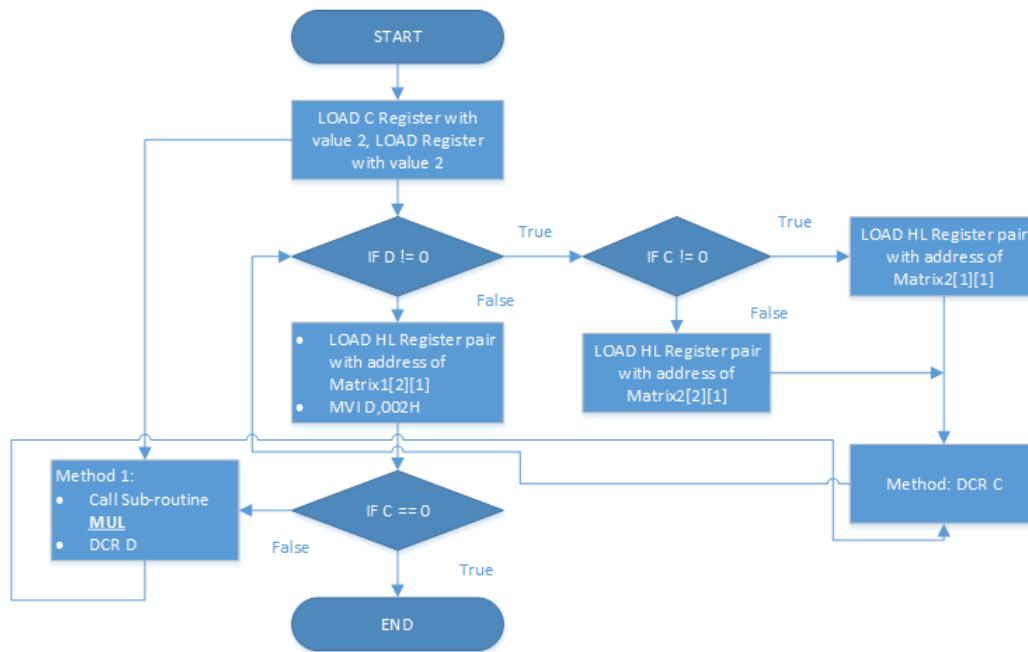 START
LOAD C Register with
value 2, LOAD Register
with value 2
IF D != 0
True
IF C != 0
True
LOAD HL Register pair
with address of
Matrix2[1][1]
False
• LOAD HL Register pair
with address of
Matrix1[2][1]
• MVI D,002H
False
LOAD HL Register pair
with address of
Matrix2[2][1]
Method 1:
• Call Sub-routine
MUL
• DCR D
IF C == 0
Method: DCR C
False
True
END